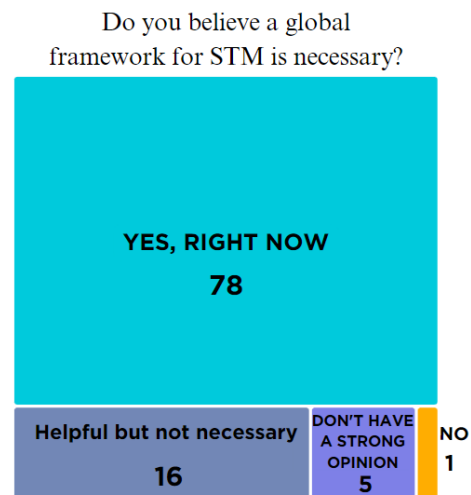 Do you believe a global
framework for STM is necessary?
YES, RIGHT NOW
78
Helpful but not necessary
16
DON'T HAVE
A STRONG
OPINION
5
NO
1